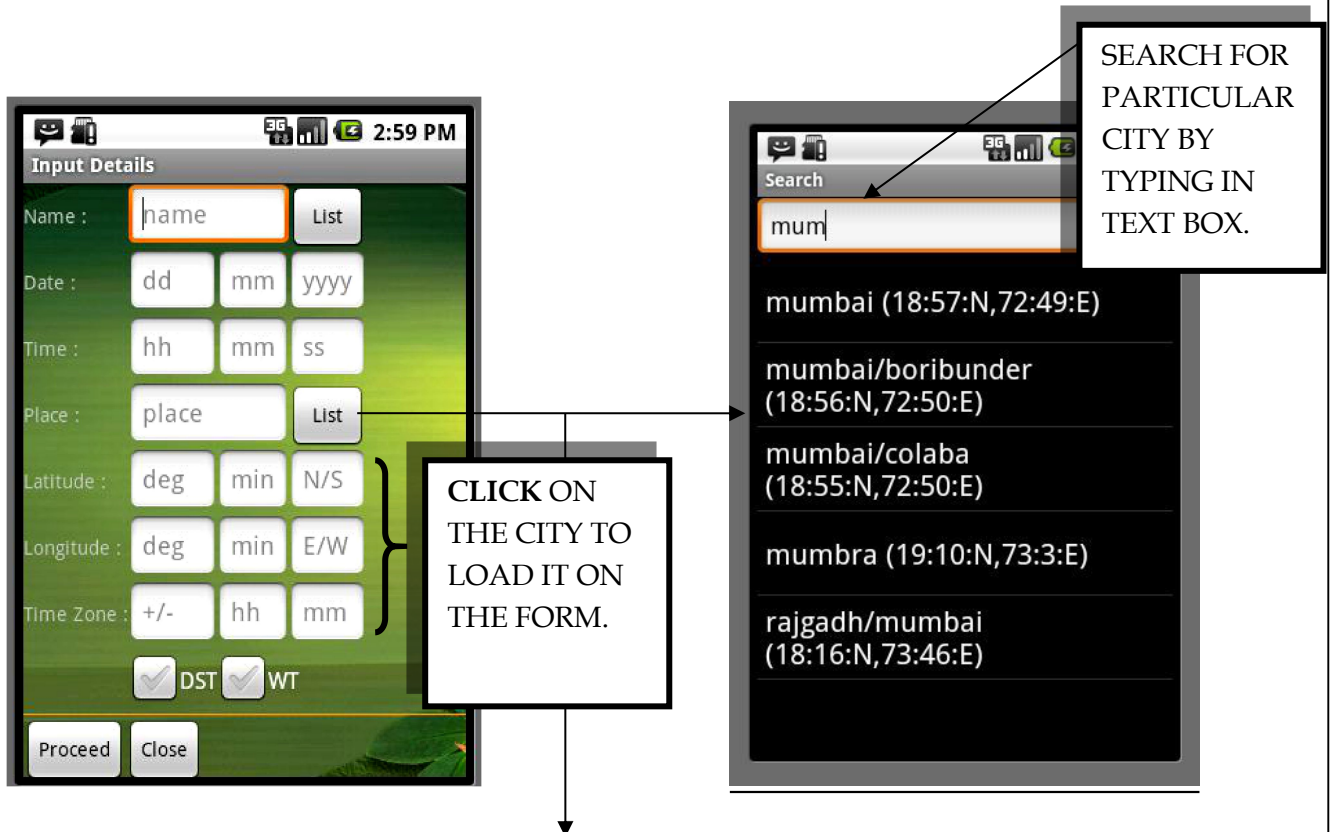 2:59 PM
Input Details
Name : name List
Date : dd mm yyyy
Time : hh mm ss
Place : place List
Latitude : deg min N/S
Longitude : deg min E/W
Time Zone : +/- hh mm
DST WT
Proceed Close
CLICK ON
THE CITY TO
LOAD IT ON
THE FORM.
3G
Search
mum
mumbai (18:57:N,72:49:E)
mumbai/boribunder
(18:56:N,72:50:E)
mumbai/colaba
(18:55:N,72:50:E)
mumbra (19:10:N,73:3:E)
rajgadh/mumbai
(18:16:N,73:46:E)
SEARCH FOR
PARTICULAR
CITY BY
TYPING IN
TEXT BOX.